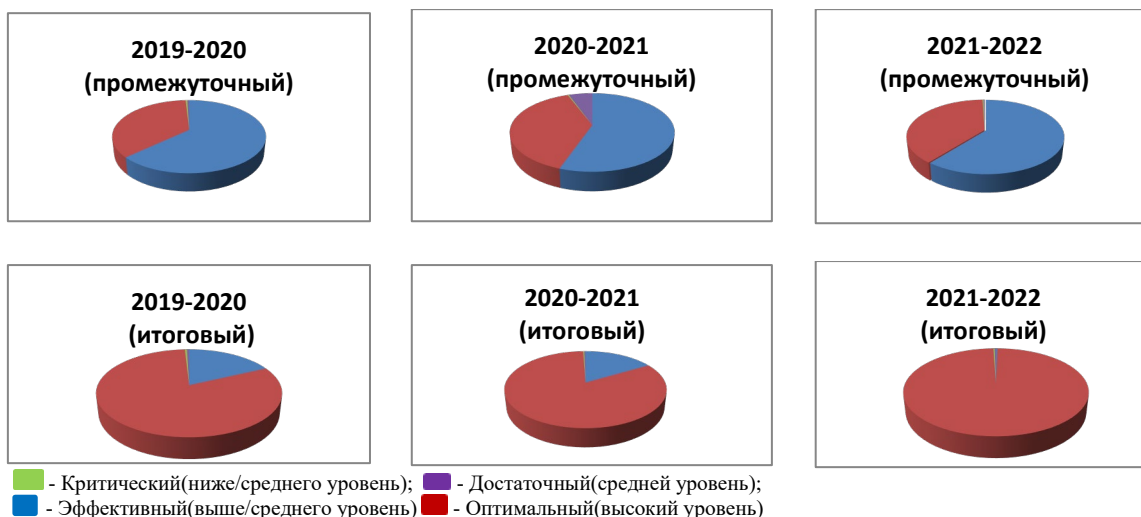 2019-2020
(промежуточный)
2020-2021
(промежуточный)
2021-2022
(промежуточный)
2019-2020
(итоговый)
2020-2021
(итоговый)
2021-2022
(итоговый)
- Критический(ниже/среднего уровень); - Достаточный(средней уровень);
- Эффективный(выше/среднего уровень) - Оптимальный(высокий уровень)